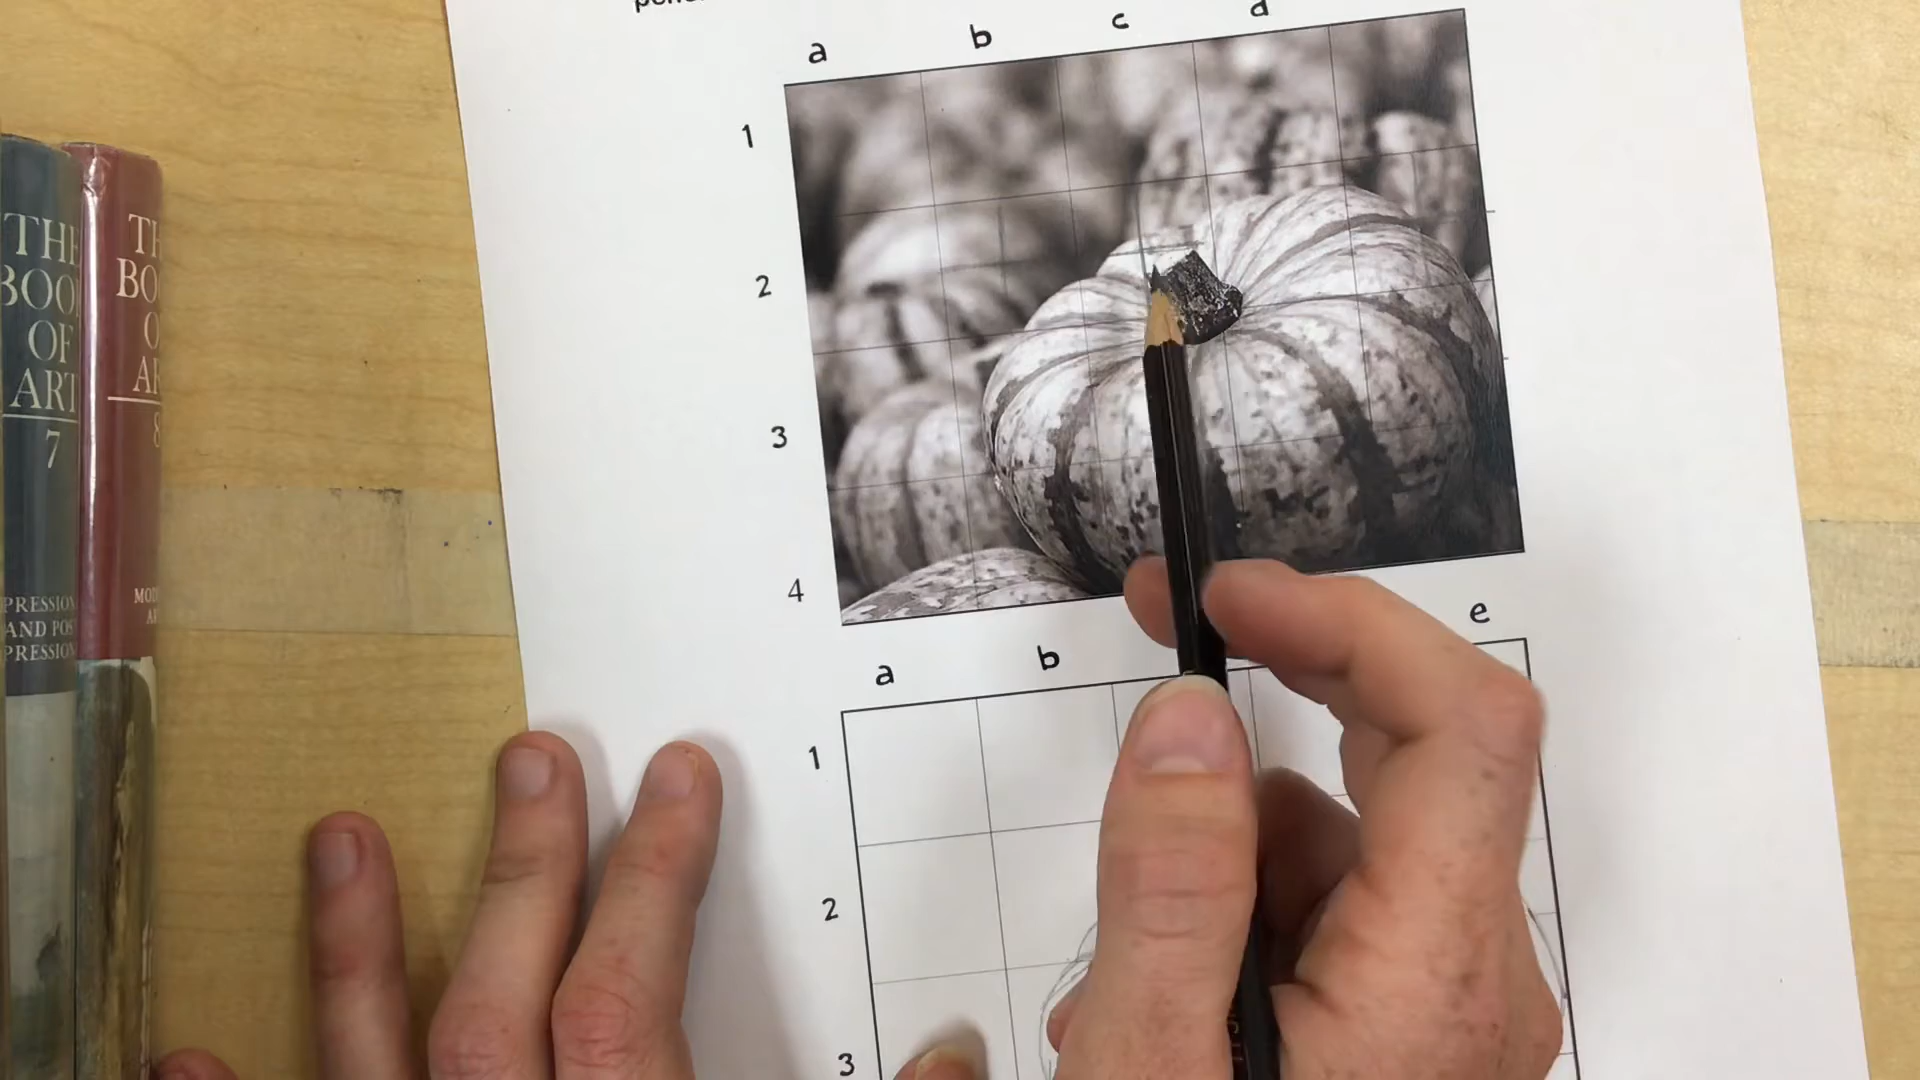 a b c d
1
2
3
4
a b e
1
2
3
THE
BOO
OF
ART
7
PRESSION
AND POS
PRESSION
TH
BO
O
AR
8
MOD
AR